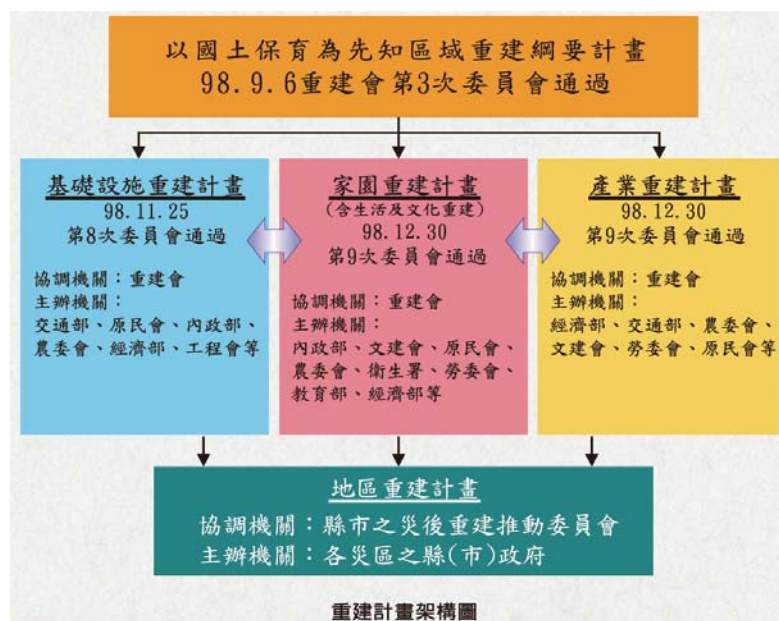 以國土保育為先知區域重建綱要計畫
98.9.6重建會第3次委員會通過
基礎設施重建計畫
98.11.25
第8次委員會通過
協調機關：重建會
主辦機關：
交通部、原民會、內政部、
農委會、經濟部、工程會等
家園重建計畫
(含生活及文化重建)
98.12.30
第9次委員會通過
協調機關：重建會
主辦機關：
內政部、文建會、原民會、
農委會、衛生署、勞委會、
教育部、經濟部等
產業重建計畫
98.12.30
第9次委員會通過
協調機關：重建會
主辦機關：
經濟部、交通部、農委會、
文建會、勞委會、原民會等
地區重建計畫
協調機關：縣市之災後重建推動委員會
主辦機關：各災區之縣(市)政府
重建計畫架構圖